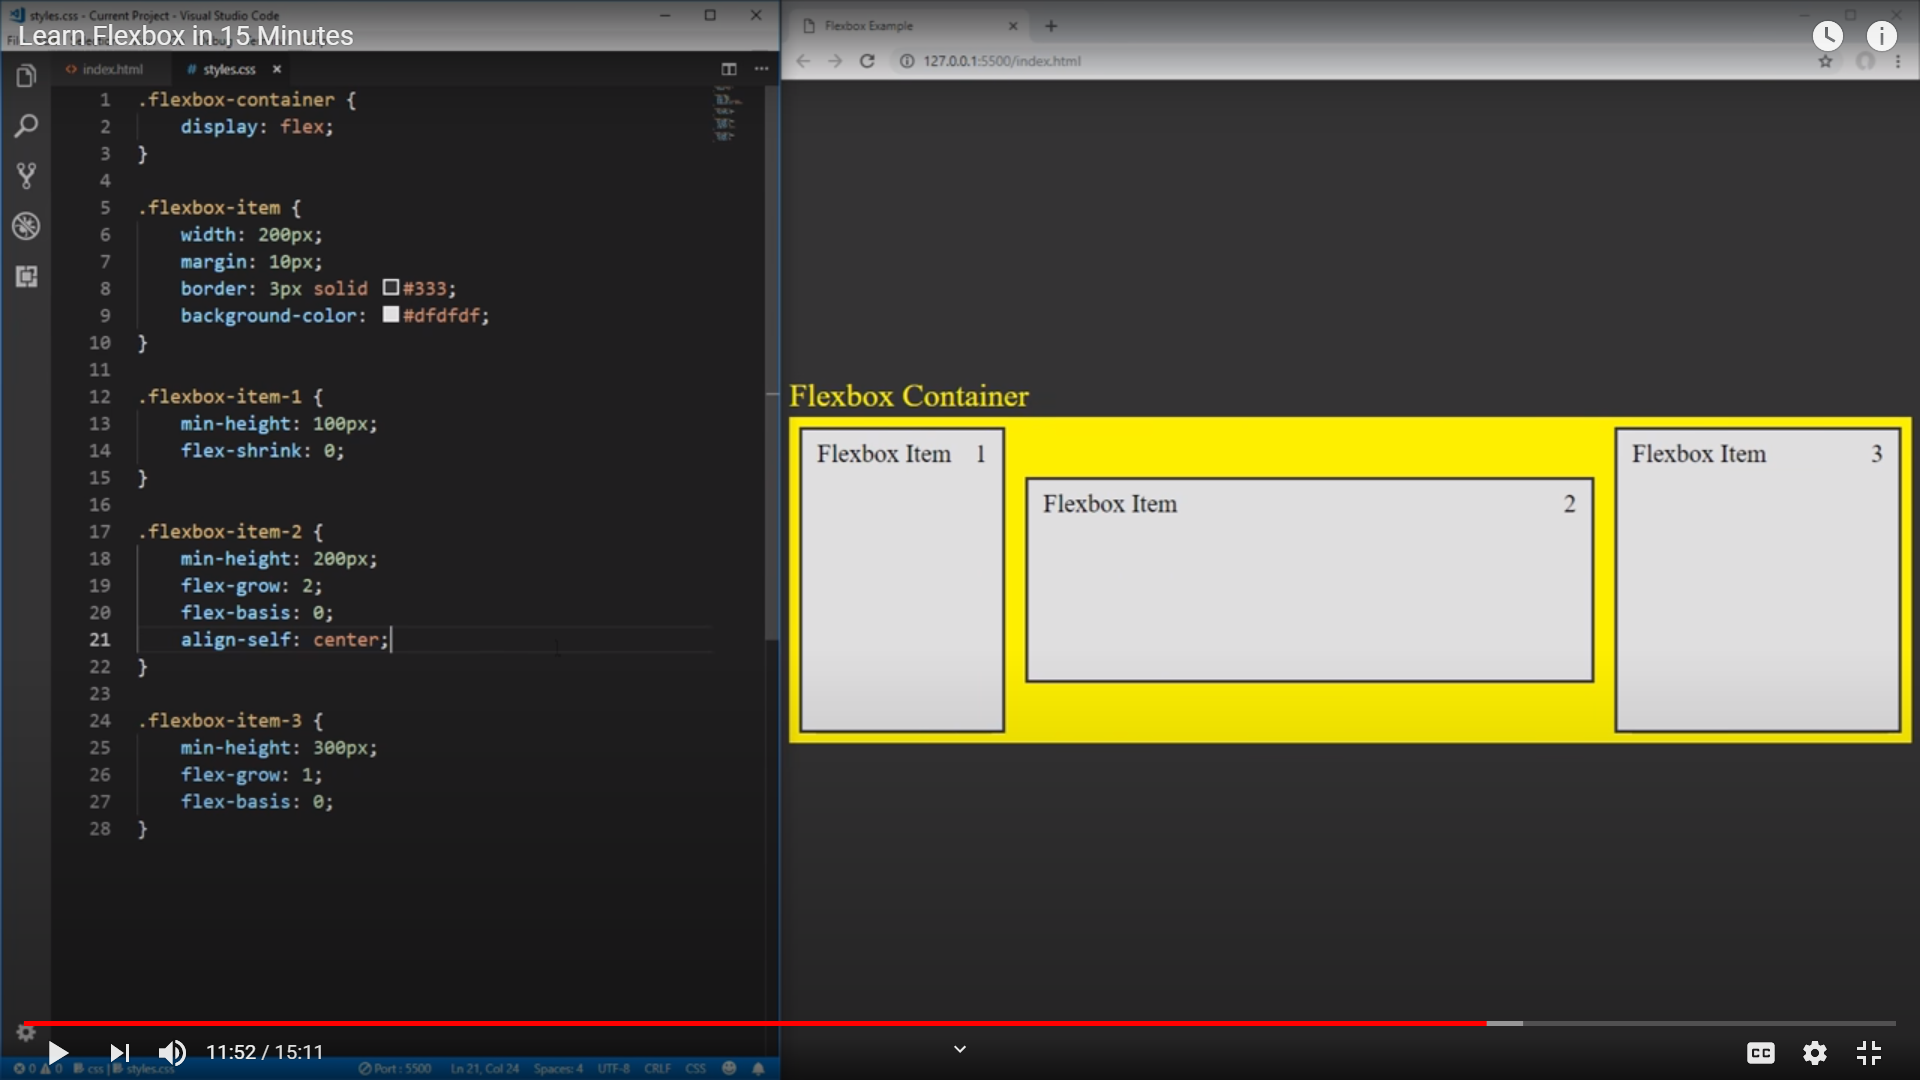 styles.css - Current Project - Visual Studio Code
Learn Flexbox in 15 Minutes
index.html
styles.css
1 .flexbox-container {
2 display: flex;
3 }
4
5 .flexbox-item {
6 width: 200px;
7 margin: 10px;
8 border: 3px solid #333;
9 background-color: #dfdfdf;
10 }
11
12 .flexbox-item-1 {
13 min-height: 100px;
14 flex-shrink: 0;
15 }
16
17 .flexbox-item-2 {
18 min-height: 200px;
19 flex-grow: 2;
20 flex-basis: 0;
21 align-self: center;
22 }
23
24 .flexbox-item-3 {
25 min-height: 300px;
26 flex-grow: 1;
27 flex-basis: 0;
28 }
Flexbox Example
127.0.0.1:5500/index.html
Flexbox Container
Flexbox Item 1
Flexbox Item 2
Flexbox Item 3
11:52 / 15:11
CC
0 0 css | styles.css Port : 5500 Ln 21, Col 24 Spaces: 4 UTF-8 CRLF CSS